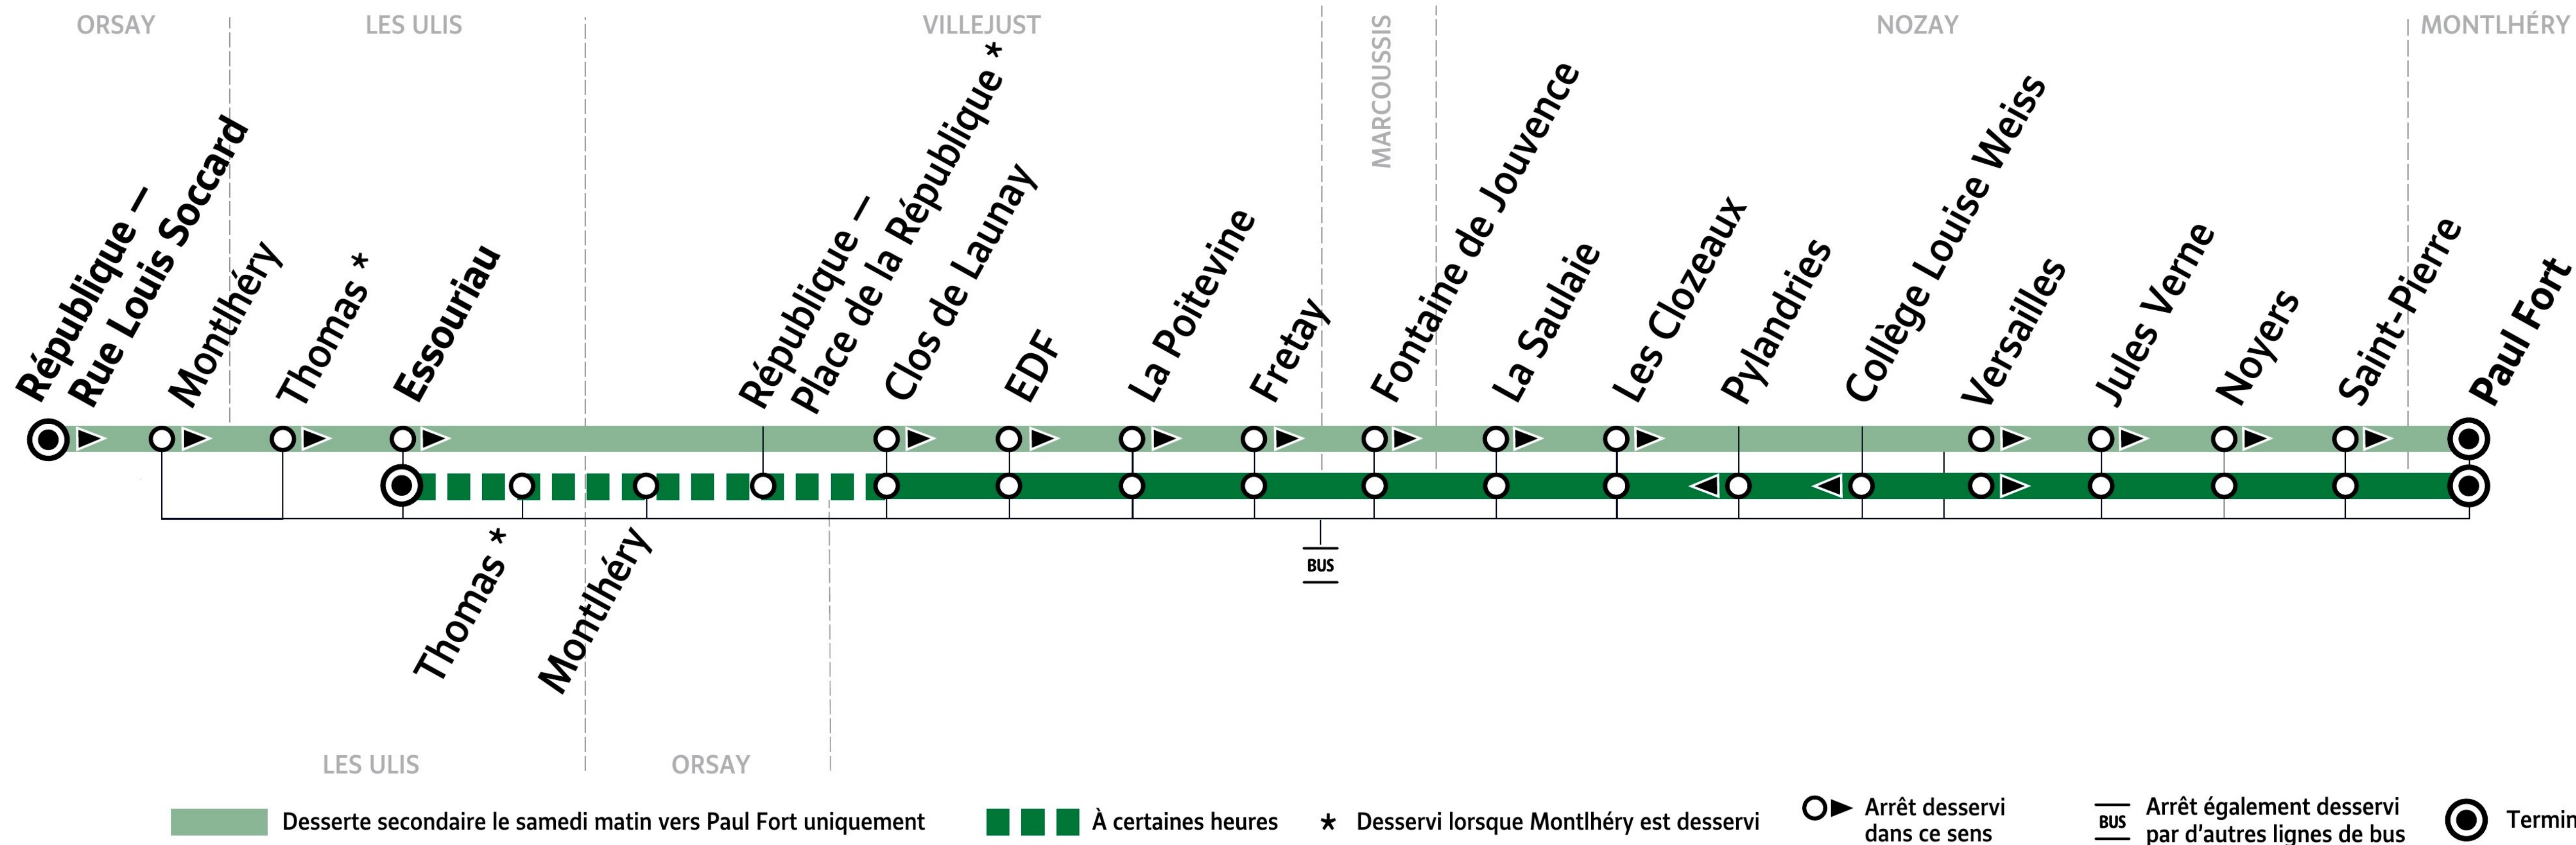 ORSAY
LES ULIS
VILLEJUST
MARCOUSSIS
NOZAY
MONTLHÉRY
République –
Rue Louis Soccard
Montlhéry
Thomas *
Essouriau
République –
Place de la République *
Clos de Launay
EDF
La Poitevine
Fretay
Fontaine de Jouvence
La Saulaie
Les Clozeaux
Pylandries
Collège Louise Weiss
Versailles
Jules Verne
Noyers
Saint-Pierre
Paul Fort
Thomas *
Montlhéry
BUS
LES ULIS
ORSAY
Desserte secondaire le samedi matin vers Paul Fort uniquement
À certaines heures
* Desservi lorsque Montlhéry est desservi
Arrêt desservi
dans ce sens
BUS
Arrêt également desservi
par d'autres lignes de bus
Termin